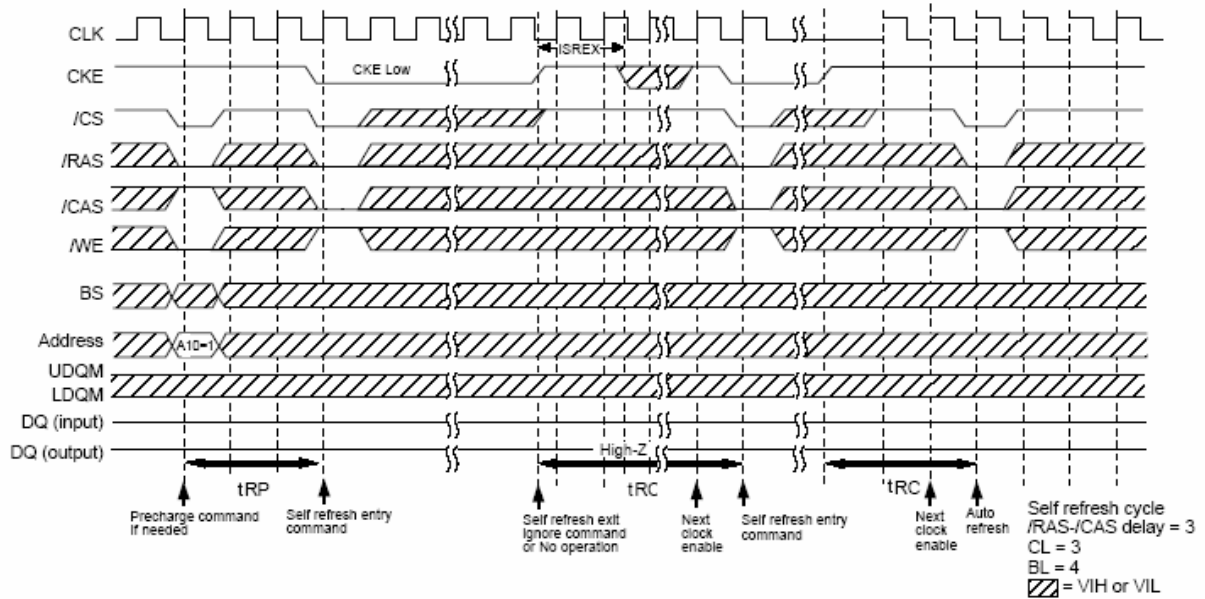 CLK
ISREX
CKE
CKE Low
/CS
/RAS
/CAS
/WE
BS
Address
A10=1
UDQM
LDQM
DQ (input)
DQ (output)
High-Z
tRP
tRC
tRC
Precharge command
If needed
Self refresh entry
command
Self refresh exit
Ignore command
or No operation
Next
clock
enable
Self refresh entry
command
Next
clock
enable
Auto
refresh
Self refresh cycle
/RAS-/CAS delay = 3
CL = 3
BL = 4
= VIH or VIL